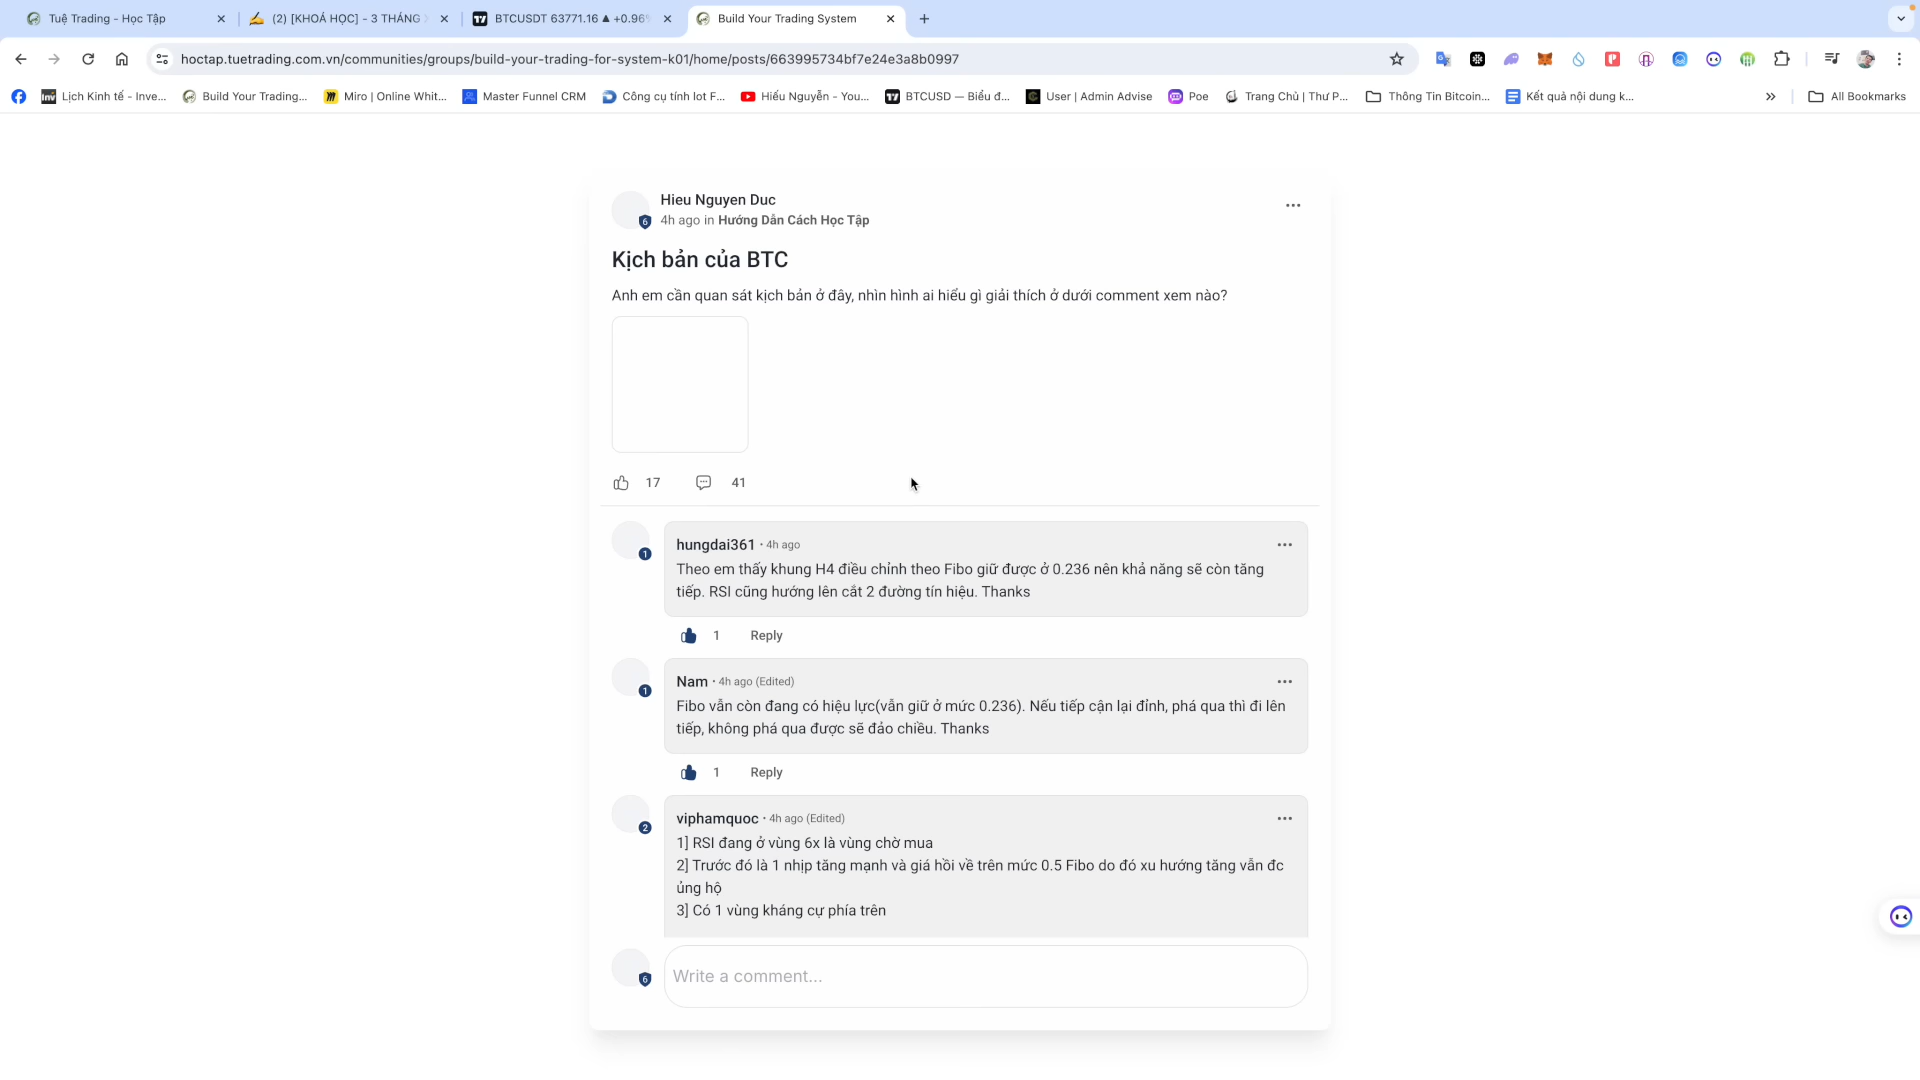 Tuệ Trading - Học Tập
(2) [KHOÁ HỌC] - 3 THÁNG
BTCUSDT 63771.16 ▲ +0.96%
Build Your Trading System
hoctap.tuetrading.com.vn/communities/groups/build-your-trading-for-system-k01/home/posts/663995734bf7e24e3a8b0997
Lịch Kinh tế - Inve...
Build Your Trading...
Miro | Online Whit...
Master Funnel CRM
Công cụ tính lot F...
Hiếu Nguyễn - You...
BTCUSD — Biểu đ...
User | Admin Advise
Poe
Trang Chủ | Thư P...
Thông Tin Bitcoin...
Kết quả nội dung k...
All Bookmarks
Hieu Nguyen Duc
6
4h ago in Hướng Dẫn Cách Học Tập
Kịch bản của BTC
Anh em cần quan sát kịch bản ở đây, nhìn hình ai hiểu gì giải thích ở dưới comment xem nào?
17 41
hungdai361 • 4h ago
1
Theo em thấy khung H4 điều chỉnh theo Fibo giữ được ở 0.236 nên khả năng sẽ còn tăng
tiếp. RSI cũng hướng lên cắt 2 đường tín hiệu. Thanks
1 Reply
Nam • 4h ago (Edited)
1
Fibo vẫn còn đang có hiệu lực(vẫn giữ ở mức 0.236). Nếu tiếp cận lại đỉnh, phá qua thì đi lên
tiếp, không phá qua được sẽ đảo chiều. Thanks
1 Reply
viphamquoc • 4h ago (Edited)
2
1] RSI đang ở vùng 6x là vùng chờ mua
2] Trước đó là 1 nhịp tăng mạnh và giá hồi về trên mức 0.5 Fibo do đó xu hướng tăng vẫn đc
ủng hộ
3] Có 1 vùng kháng cự phía trên
6
Write a comment...